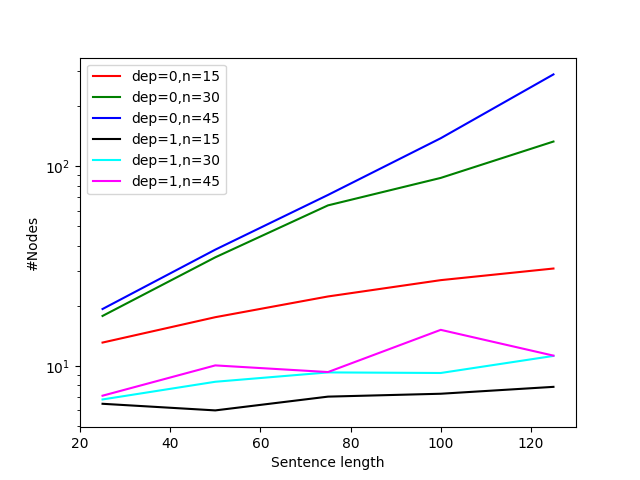 dep=0,n=15
dep=0,n=30
dep=0,n=45
dep=1,n=15
dep=1,n=30
dep=1,n=45
10²
10¹
#Nodes
20 40 60 80 100 120
Sentence length